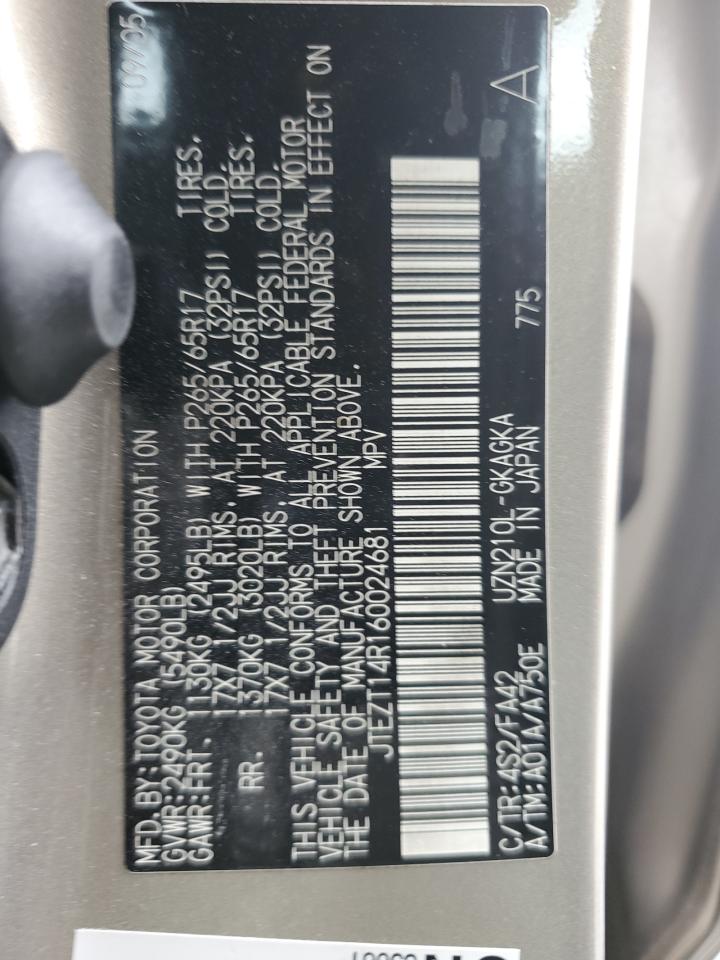 MFD.BY:TOYOTA MOTOR CORPORATION 09/05
GVWR:2490KG (5490LB)
GAWR:FRT. 1130KG (2495LB) WITH P265/65R17 TIRES,
17X7 1/2JJ RIMS, AT 220KPA (32PSI) COLD.
RR. 1370KG (3020LB) WITH P265/65R17 TIRES,
17X7 1/2JJ RIMS, AT 220KPA (32PSI) COLD.
THIS VEHICLE CONFORMS TO ALL APPLICABLE FEDERAL MOTOR
VEHICLE SAFETY AND THEFT PREVENTION STANDARDS IN EFFECT ON
THE DATE OF MANUFACTURE SHOWN ABOVE.
JTEZT14R160024681 MPV
C/TR:4S2/FA42 UZN210L-GKAGKA A
A/TM:A01A/A750E MADE IN JAPAN 775